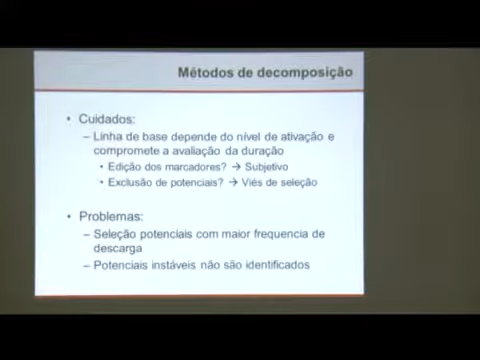 Métodos de decomposição
• Cuidados:
– Linha de base depende do nível de ativação e
compromete a avaliação da duração
• Edição dos marcadores? → Subjetivo
• Exclusão de potenciais? → Viés de seleção
• Problemas:
– Seleção potenciais com maior frequencia de
descarga
– Potenciais instáveis não são identificados